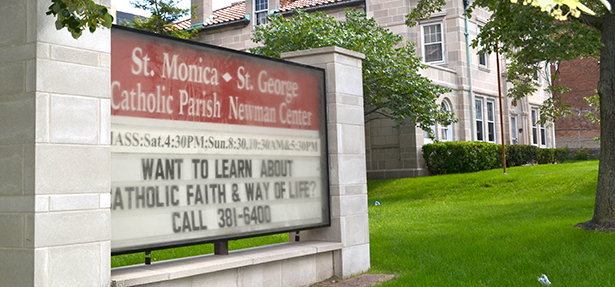 St. Monica ⬥ St. George
Catholic Parish Newman Center
MASS:Sat.4:30PM;Sun.8:30,10:30AM&5:30PM
WANT TO LEARN ABOUT
CATHOLIC FAITH & WAY OF LIFE?
CALL 381-6400